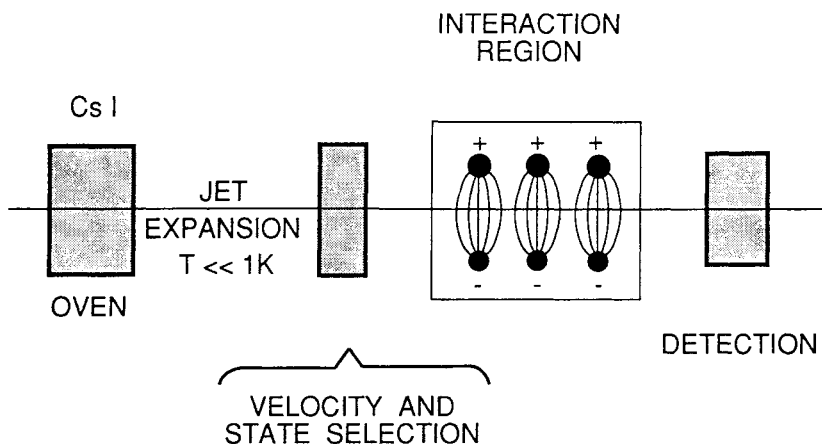 INTERACTION
REGION
Cs I
+ + +
JET
EXPANSION
T << 1K
- - -
OVEN
DETECTION
VELOCITY AND
STATE SELECTION